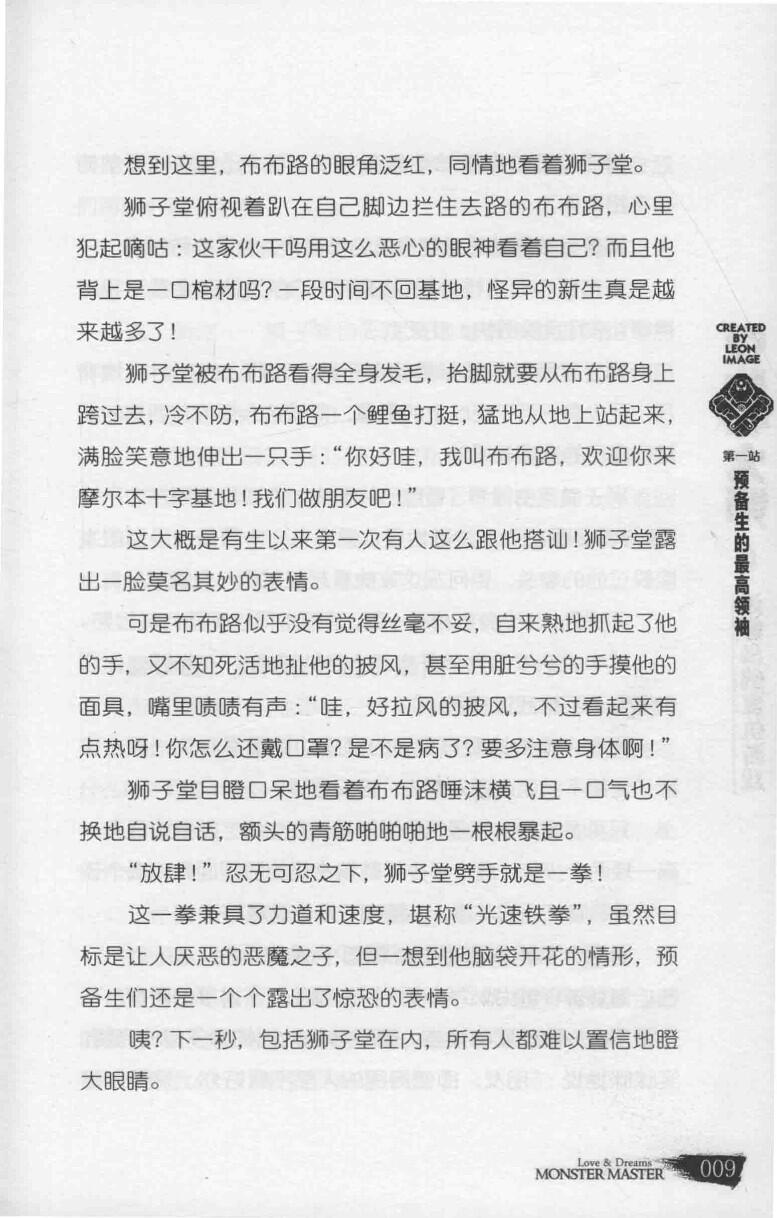 想到这里，布布路的眼角泛红，同情地看着狮子堂。
狮子堂俯视着趴在自己脚边拦住去路的布布路，心里
犯起嘀咕：这家伙干吗用这么恶心的眼神看着自己？而且他
背上是一口棺材吗？一段时间不回基地，怪异的新生真是越
来越多了！
狮子堂被布布路看得全身发毛，抬脚就要从布布路身上
跨过去，冷不防，布布路一个鲤鱼打挺，猛地从地上站起来，
满脸笑意地伸出一只手：“你好哇，我叫布布路，欢迎你来
摩尔本十字基地！我们做朋友吧！”
这大概是有生以来第一次有人这么跟他搭讪！狮子堂露
出一脸莫名其妙的表情。
可是布布路似乎没有觉得丝毫不妥，自来熟地抓起了他
的手，又不知死活地扯他的披风，甚至用脏兮兮的手摸他的
面具，嘴里啧啧有声：“哇，好拉风的披风，不过看起来有
点热呀！你怎么还戴口罩？是不是病了？要多注意身体啊！”
狮子堂目瞪口呆地看着布布路唾沫横飞且一口气也不
换地自说自话，额头的青筋啪啪啪地一根根暴起。
“放肆！”忍无可忍之下，狮子堂劈手就是一拳！
这一拳兼具了力道和速度，堪称“光速铁拳”，虽然目
标是让人厌恶的恶魔之子，但一想到他脑袋开花的情形，预
备生们还是一个个露出了惊恐的表情。
咦？下一秒，包括狮子堂在内，所有人都难以置信地瞪
大眼睛。
CREATED
BY
LEON
IMAGE
第一站
预备生的最高领袖
Love & Dreams
MONSTER MASTER
009